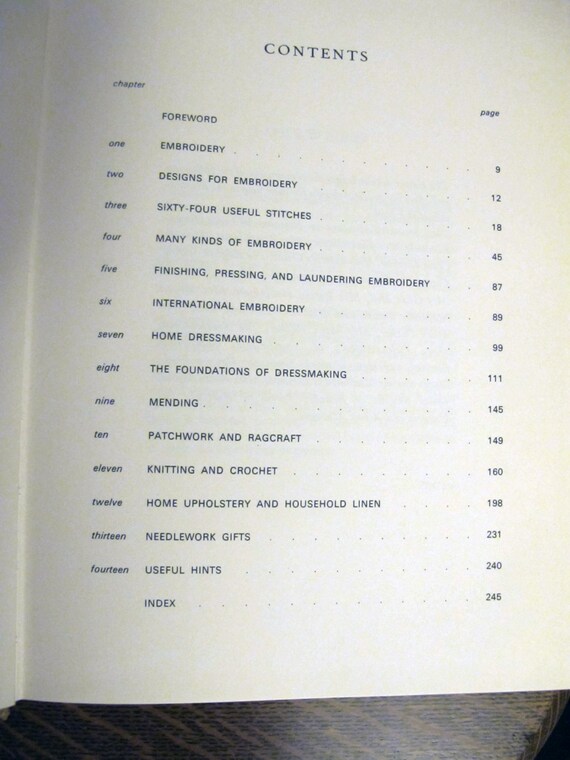 CONTENTS
chapter page
FOREWORD
one EMBROIDERY . . . . . . . . . . 9
two DESIGNS FOR EMBROIDERY . . . . . . . 12
three SIXTY-FOUR USEFUL STITCHES . . . . . . . 18
four MANY KINDS OF EMBROIDERY . . . . . . . 45
five FINISHING, PRESSING, AND LAUNDERING EMBROIDERY . . 87
six INTERNATIONAL EMBROIDERY . . . . . . . 89
seven HOME DRESSMAKING . . . . . . . . . 99
eight THE FOUNDATIONS OF DRESSMAKING . . . . . 111
nine MENDING . . . . . . . . . . . 145
ten PATCHWORK AND RAGCRAFT . . . . . . . 149
eleven KNITTING AND CROCHET . . . . . . . . 160
twelve HOME UPHOLSTERY AND HOUSEHOLD LINEN . . . . 198
thirteen NEEDLEWORK GIFTS . . . . . . . . . 231
fourteen USEFUL HINTS . . . . . . . . . . 240
INDEX . . . . . . . . . . . . 245